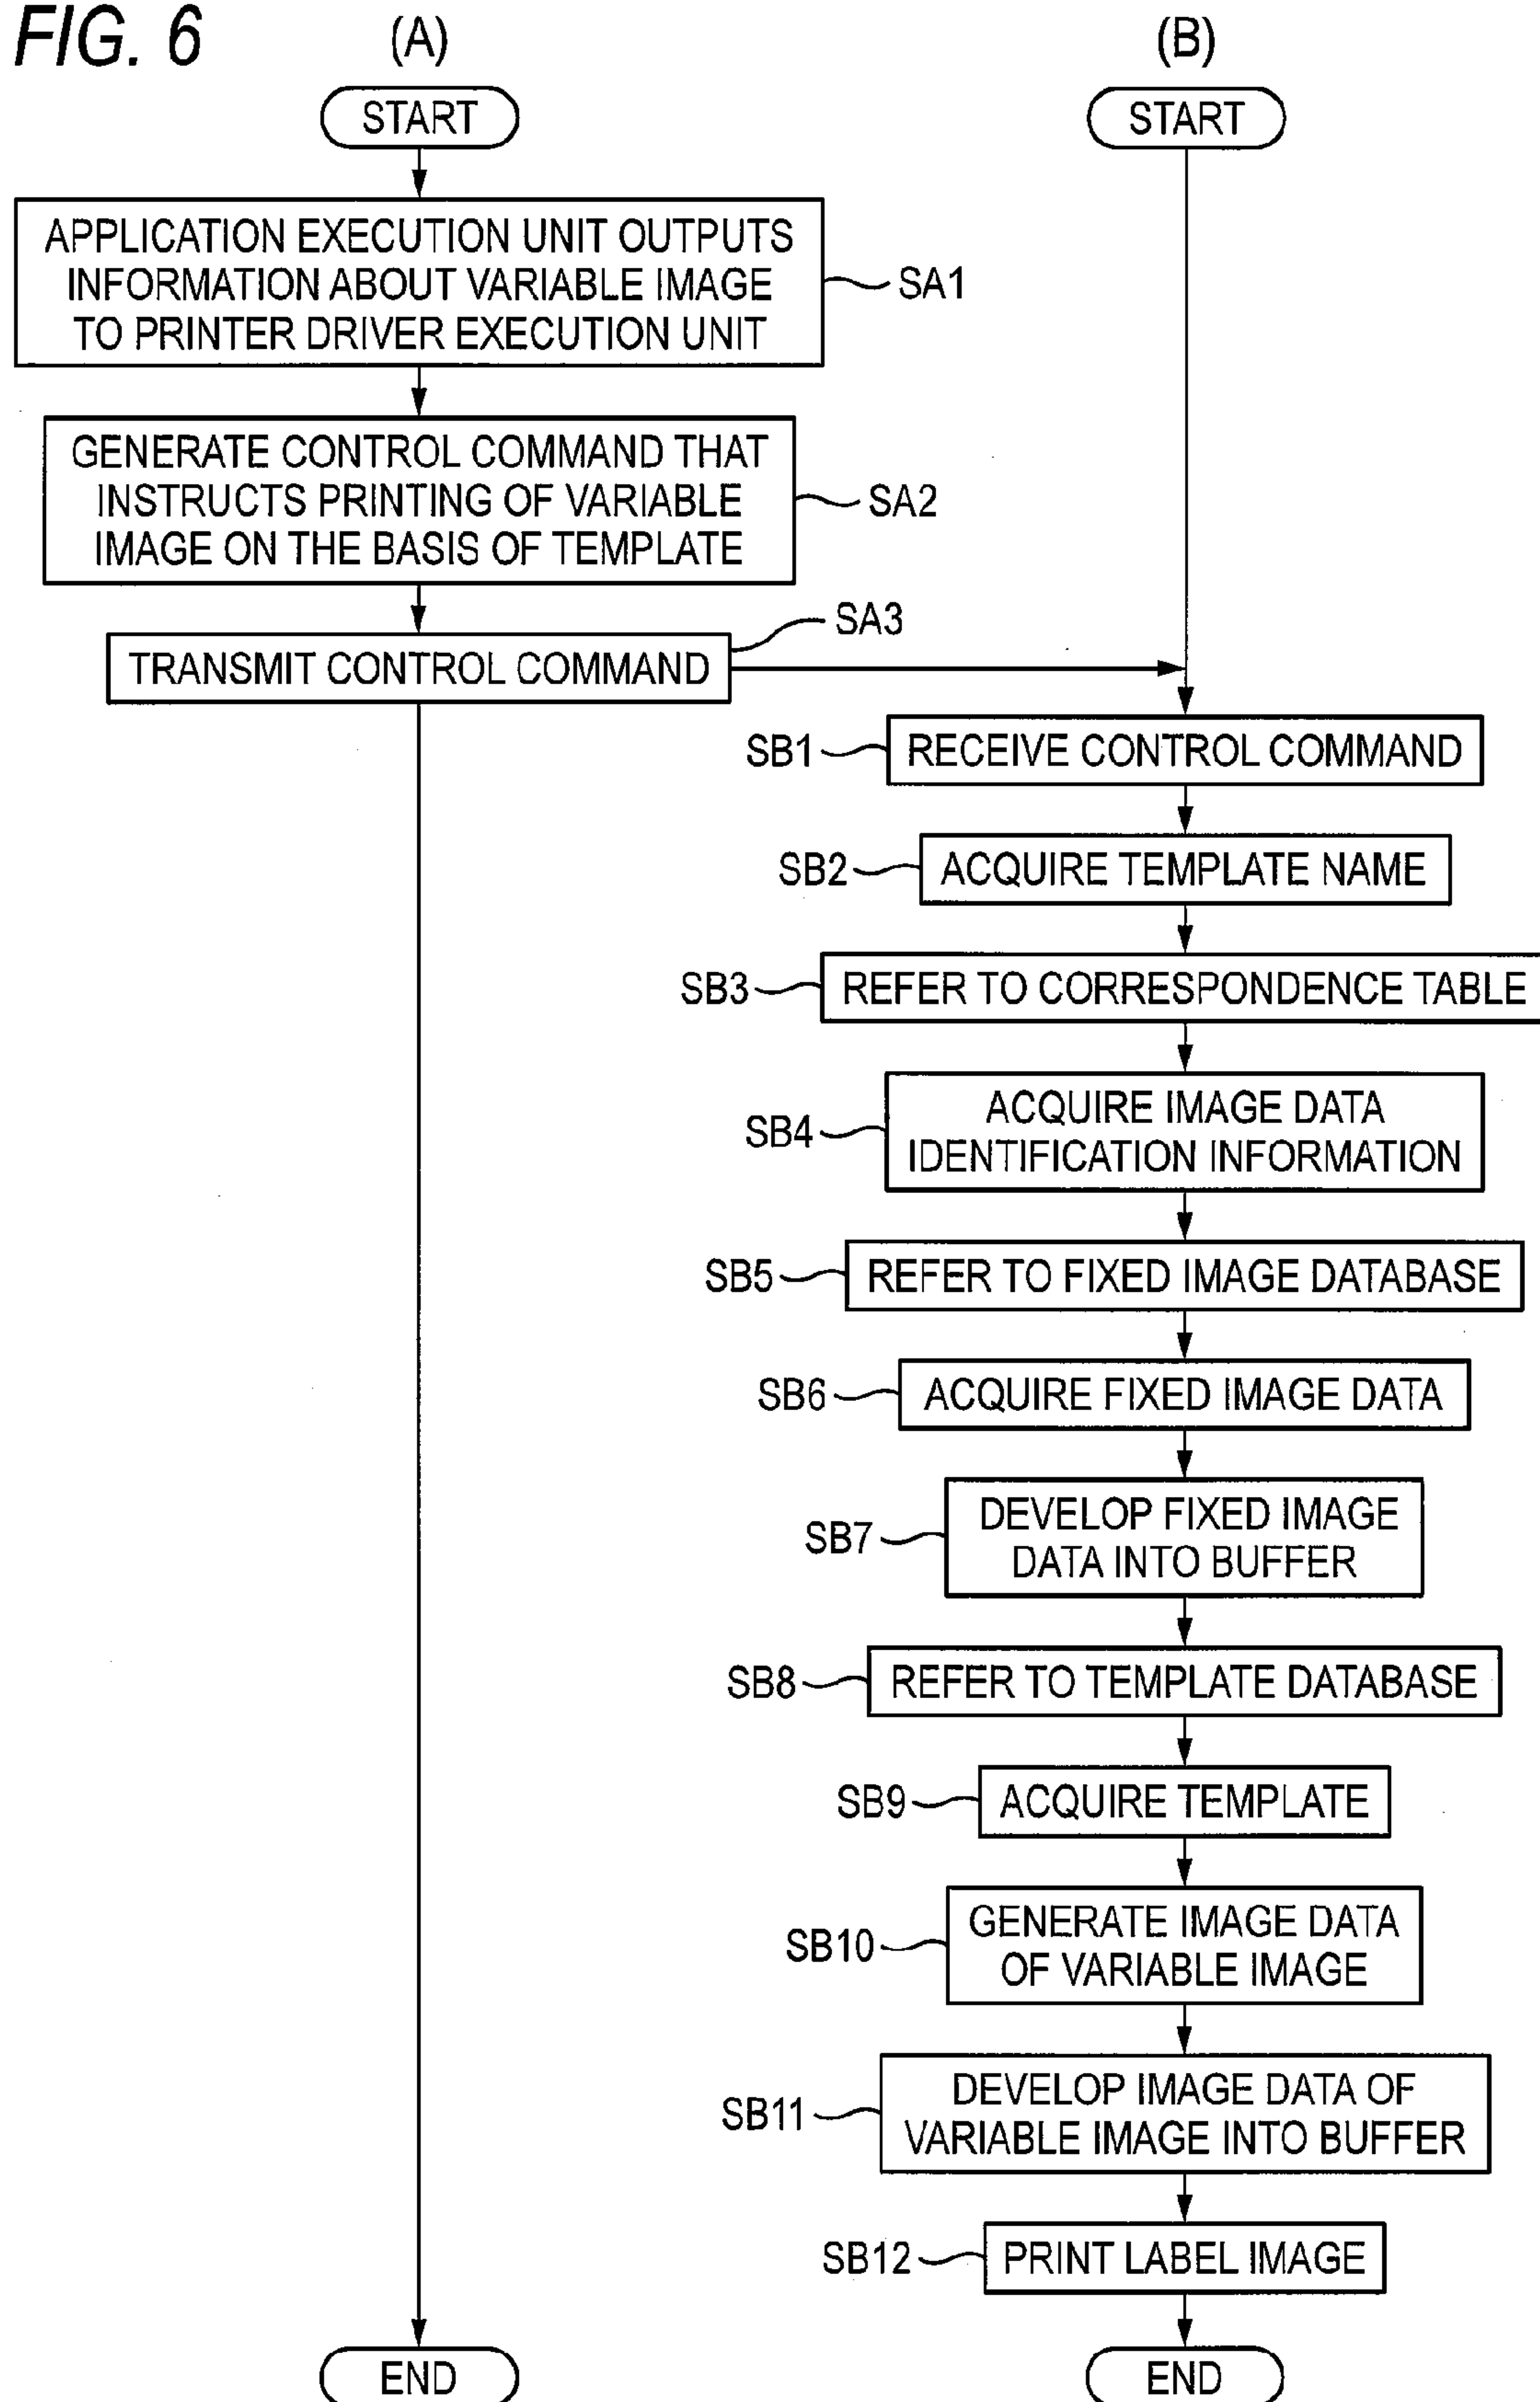 FIG. 6
(A)
START
APPLICATION EXECUTION UNIT OUTPUTS
INFORMATION ABOUT VARIABLE IMAGE
TO PRINTER DRIVER EXECUTION UNIT
SA1
GENERATE CONTROL COMMAND THAT
INSTRUCTS PRINTING OF VARIABLE
IMAGE ON THE BASIS OF TEMPLATE
SA2
SA3
TRANSMIT CONTROL COMMAND
END
(B)
START
SB1
RECEIVE CONTROL COMMAND
SB2
ACQUIRE TEMPLATE NAME
SB3
REFER TO CORRESPONDENCE TABLE
SB4
ACQUIRE IMAGE DATA
IDENTIFICATION INFORMATION
SB5
REFER TO FIXED IMAGE DATABASE
SB6
ACQUIRE FIXED IMAGE DATA
SB7
DEVELOP FIXED IMAGE
DATA INTO BUFFER
SB8
REFER TO TEMPLATE DATABASE
SB9
ACQUIRE TEMPLATE
SB10
GENERATE IMAGE DATA
OF VARIABLE IMAGE
SB11
DEVELOP IMAGE DATA OF
VARIABLE IMAGE INTO BUFFER
SB12
PRINT LABEL IMAGE
END